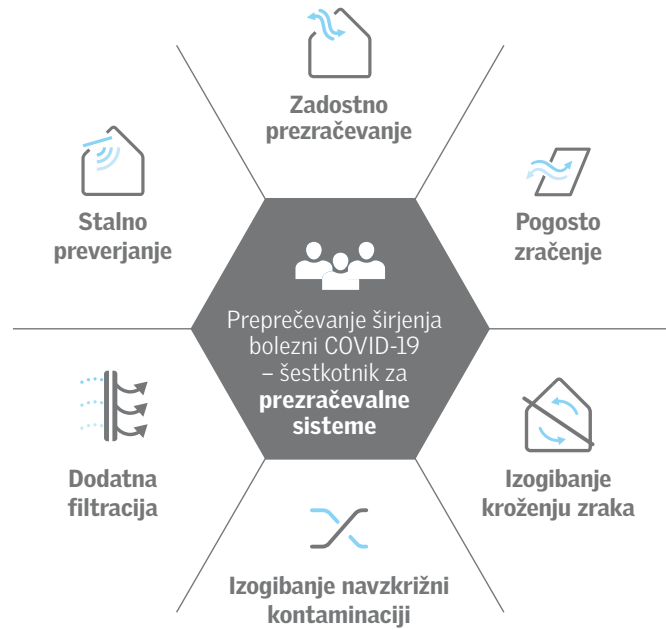 Zadostno
prezračevanje
Pogosto
zračenje
Izogibanje
kroženju zraka
Izogibanje navzkrižni
kontaminaciji
Dodatna
filtracija
Stalno
preverjanje
Preprečevanje širjenja
bolezni COVID-19
– šestkotnik za
prezračevalne
sisteme